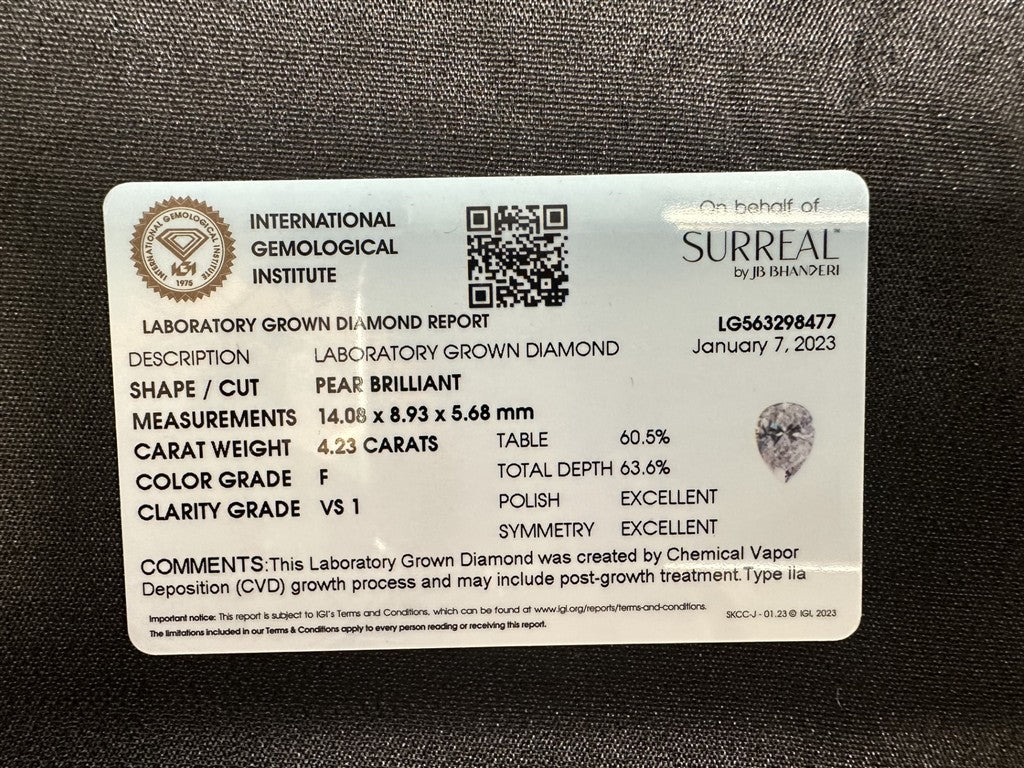 INTERNATIONAL GEMOLOGICAL INSTITUTE
IGI
1975
INTERNATIONAL
GEMOLOGICAL
INSTITUTE
On behalf of
SURREAL™
by JB BHANDERI
LABORATORY GROWN DIAMOND REPORT
LG563298477
January 7, 2023
DESCRIPTION LABORATORY GROWN DIAMOND
SHAPE / CUT PEAR BRILLIANT
MEASUREMENTS 14.08 x 8.93 x 5.68 mm
CARAT WEIGHT 4.23 CARATS
COLOR GRADE F
CLARITY GRADE VS 1
TABLE 60.5%
TOTAL DEPTH 63.6%
POLISH EXCELLENT
SYMMETRY EXCELLENT
COMMENTS:This Laboratory Grown Diamond was created by Chemical Vapor
Deposition (CVD) growth process and may include post-growth treatment.Type IIa
Important notice: This report is subject to IGI's Terms and Conditions, which can be found at www.igi.org/reports/terms-and-conditions.
The limitations included in our Terms & Conditions apply to every person reading or receiving this report.
SKCC-J - 01.23 © IGI, 2023